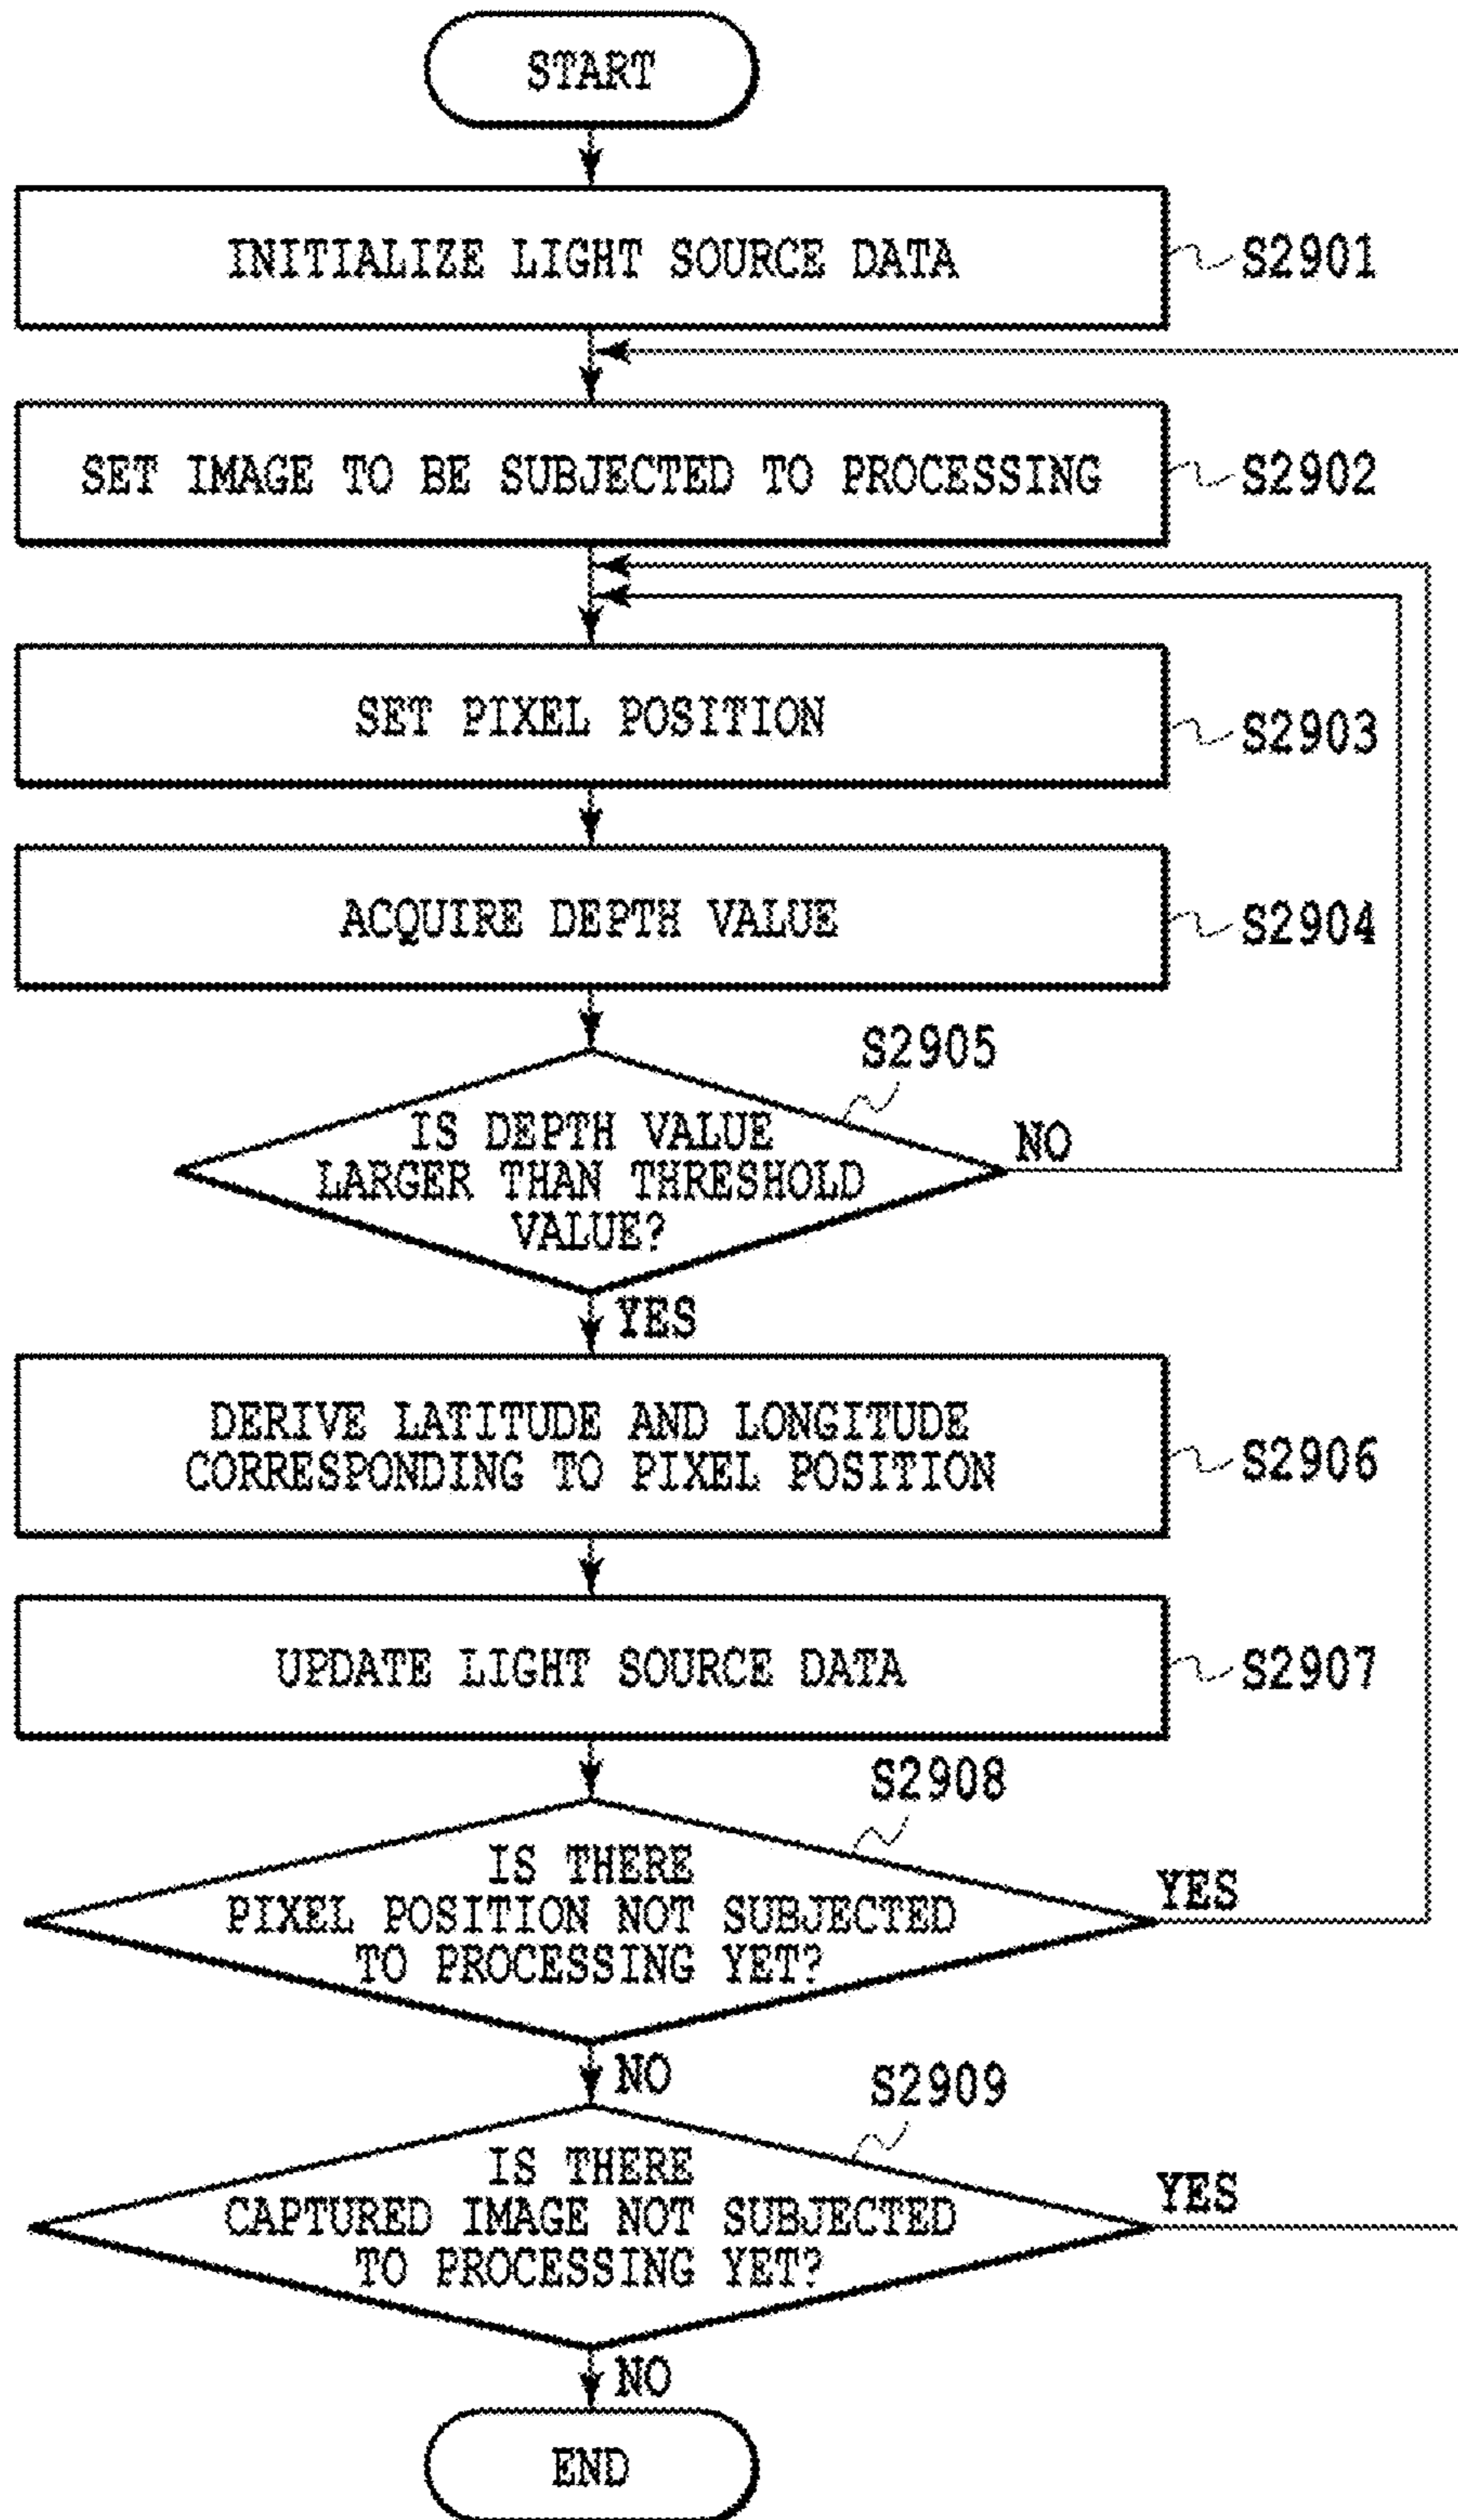 START
INITIALIZE LIGHT SOURCE DATA
S2901
SET IMAGE TO BE SUBJECTED TO PROCESSING
S2902
SET PIXEL POSITION
S2903
ACQUIRE DEPTH VALUE
S2904
S2905
IS DEPTH VALUE
LARGER THAN THRESHOLD
VALUE?
NO
YES
DERIVE LATITUDE AND LONGITUDE
CORRESPONDING TO PIXEL POSITION
S2906
UPDATE LIGHT SOURCE DATA
S2907
S2908
IS THERE
PIXEL POSITION NOT SUBJECTED
TO PROCESSING YET?
YES
NO
S2909
IS THERE
CAPTURED IMAGE NOT SUBJECTED
TO PROCESSING YET?
YES
NO
END